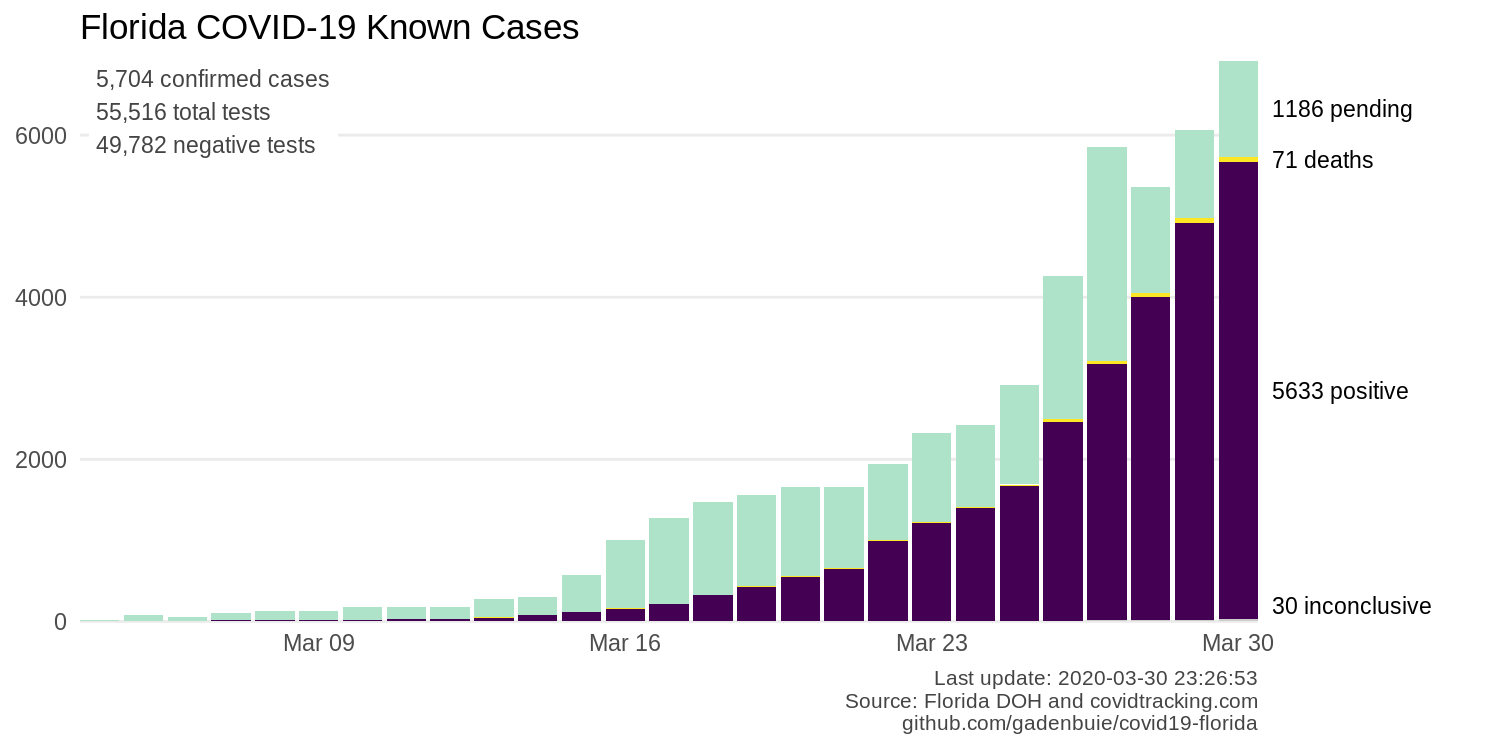 Florida COVID-19 Known Cases
5,704 confirmed cases
55,516 total tests
49,782 negative tests
6000
4000
2000
0
1186 pending
71 deaths
5633 positive
30 inconclusive
Mar 09
Mar 16
Mar 23
Mar 30
Last update: 2020-03-30 23:26:53
Source: Florida DOH and covidtracking.com
github.com/gadenbuie/covid19-florida